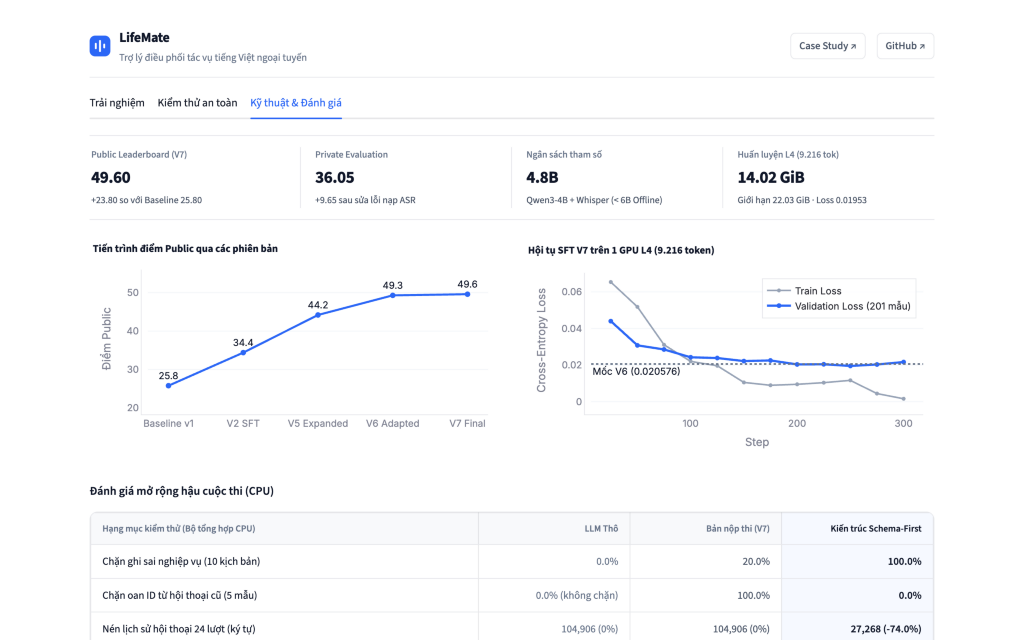 LifeMate
Trợ lý điều phối tác vụ tiếng Việt ngoại tuyến
Case Study ↗
GitHub ↗
Trải nghiệm
Kiểm thử an toàn
Kỹ thuật & Đánh giá
Public Leaderboard (V7)
49.60
+23.80 so với Baseline 25.80
Private Evaluation
36.05
+9.65 sau sửa lỗi nạp ASR
Ngân sách tham số
4.8B
Qwen3-4B + Whisper (< 6B Offline)
Huấn luyện L4 (9.216 tok)
14.02 GiB
Giới hạn 22.03 GiB · Loss 0.01953
Tiến trình điểm Public qua các phiên bản
Điểm Public
50
40
30
20
25.8
34.4
44.2
49.3
49.6
Baseline v1
V2 SFT
V5 Expanded
V6 Adapted
V7 Final
Hội tụ SFT V7 trên 1 GPU L4 (9.216 token)
Cross-Entropy Loss
0.06
0.04
0.02
0
Train Loss
Validation Loss (201 mẫu)
Mốc V6 (0.020576)
100
200
300
Step
Đánh giá mở rộng hậu cuộc thi (CPU)
Hạng mục kiểm thử (Bộ tổng hợp CPU)
LLM Thô
Bản nộp thi (V7)
Kiến trúc Schema-First
Chặn ghi sai nghiệp vụ (10 kịch bản)
0.0%
20.0%
100.0%
Chặn oan ID từ hội thoại cũ (5 mẫu)
0.0% (không chặn)
100.0%
0.0%
Nén lịch sử hội thoại 24 lượt (ký tự)
104,906 (0%)
104,906 (0%)
27,268 (-74.0%)